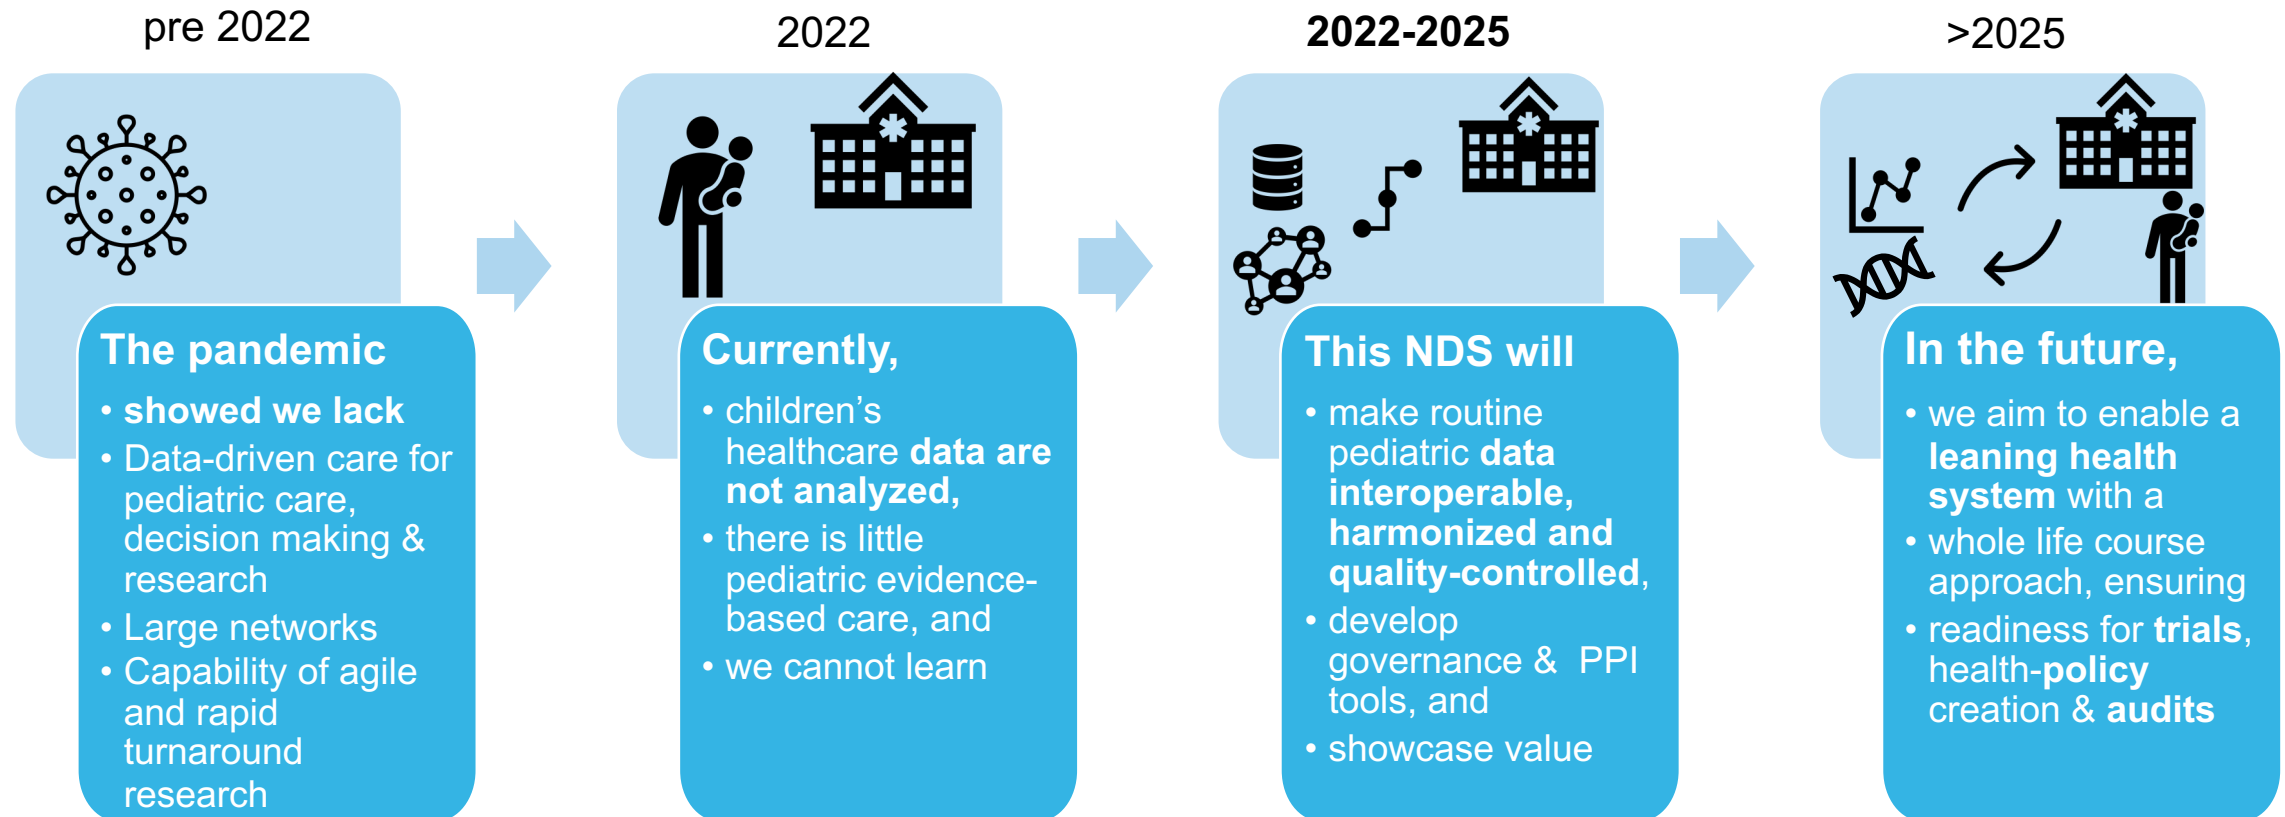 pre 2022
The pandemic
• showed we lack
• Data-driven care for
pediatric care,
decision making &
research
• Large networks
• Capability of agile
and rapid
turnaround
research
2022
Currently,
• children’s
healthcare data are
not analyzed,
• there is little
pediatric evidence-
based care, and
• we cannot learn
2022-2025
This NDS will
• make routine
pediatric data
interoperable,
harmonized and
quality-controlled,
• develop
governance & PPI
tools, and
• showcase value
>2025
In the future,
• we aim to enable a
leaning health
system with a
• whole life course
approach, ensuring
• readiness for trials,
health-policy
creation & audits